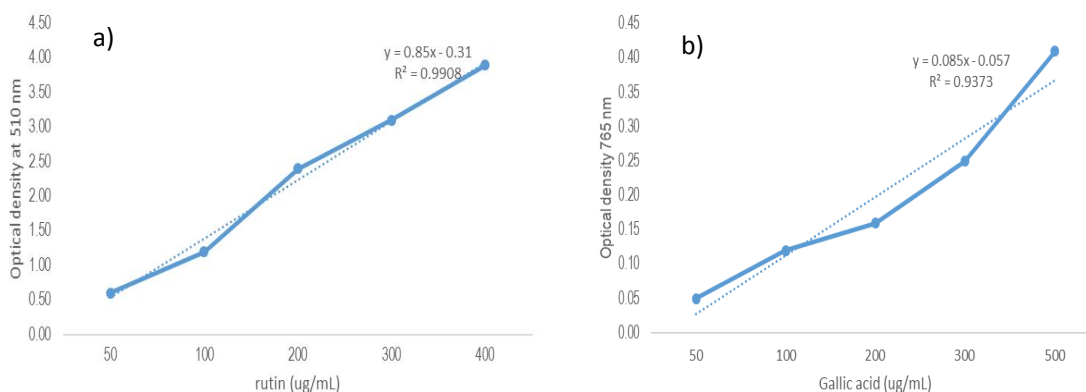 a)
y = 0.85x - 0.31
R² = 0.9908
Optical density at 510 nm
4.50
4.00
3.50
3.00
2.50
2.00
1.50
1.00
0.50
0.00
50 100 200 300 400
rutin (ug/mL)
b)
y = 0.085x - 0.057
R² = 0.9373
Optical density 765 nm
0.45
0.40
0.35
0.30
0.25
0.20
0.15
0.10
0.05
0.00
50 100 200 300 500
Gallic acid (ug/mL)